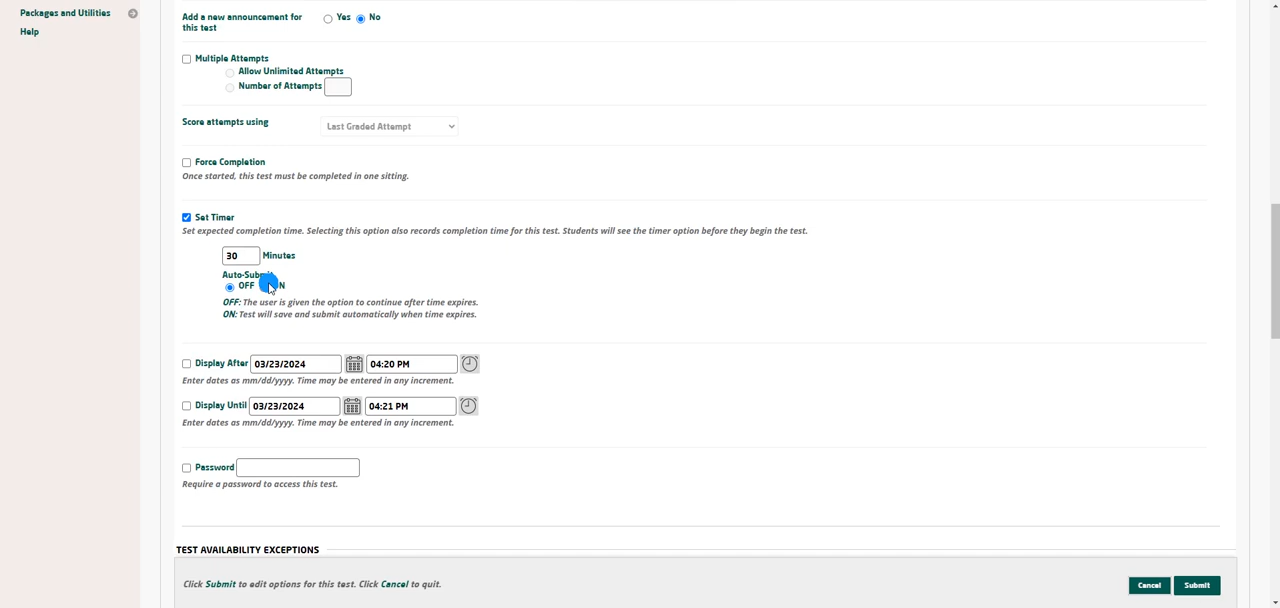 Packages and Utilities
Help
Add a new announcement for this test Yes No
Multiple Attempts
Allow Unlimited Attempts
Number of Attempts
Score attempts using Last Graded Attempt
Force Completion
Once started, this test must be completed in one sitting.
Set Timer
Set expected completion time. Selecting this option also records completion time for this test. Students will see the timer option before they begin the test.
30 Minutes
OFF
OFF: The user is given the option to continue after time expires.
ON: Test will save and submit automatically when time expires.
Display After 03/23/2024 04:20 PM
Enter dates as mm/dd/yyyy. Time may be entered in any increment.
Display Until 03/23/2024 04:21 PM
Enter dates as mm/dd/yyyy. Time may be entered in any increment.
Password
Require a password to access this test.
TEST AVAILABILITY EXCEPTIONS
Click Submit to edit options for this test. Click Cancel to quit.
Cancel Submit